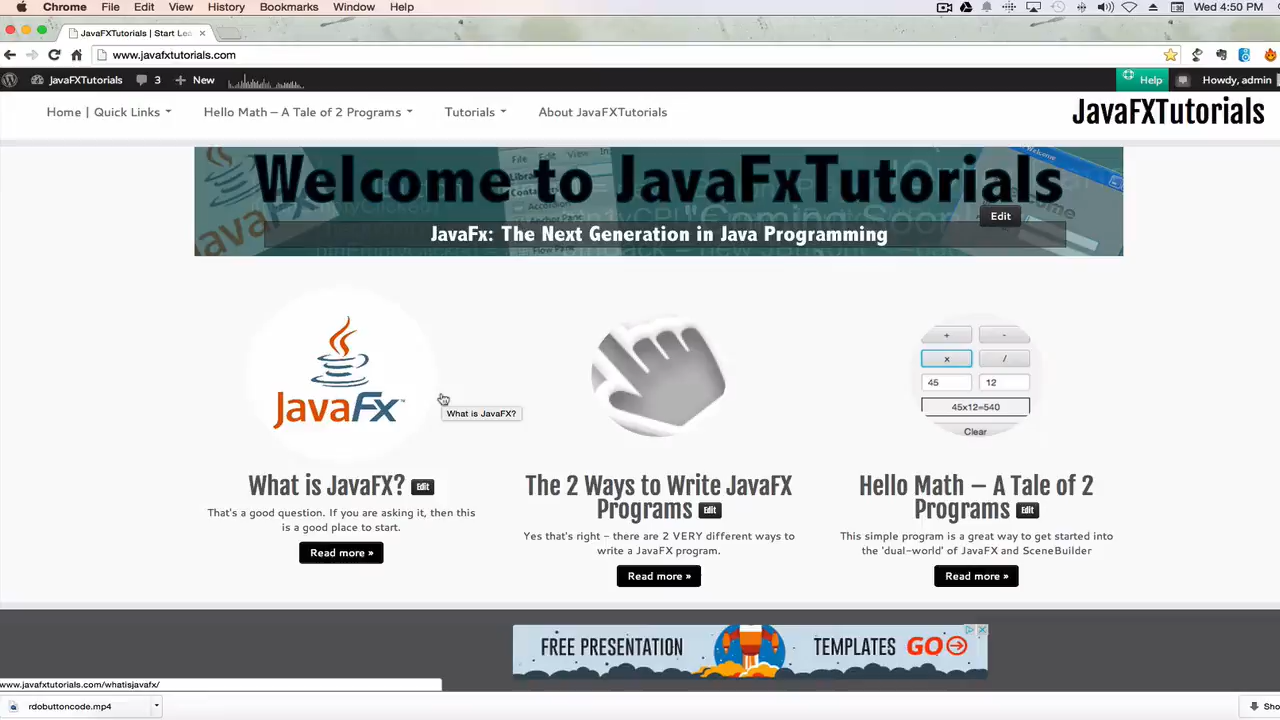 Chrome File Edit View History Bookmarks Window Help Wed 4:50 PM
JavaFXTutorials | Start Lea
www.javafxtutorials.com
JavaFXTutorials 3 New Help Howdy, admin
Home | Quick Links Hello Math – A Tale of 2 Programs Tutorials About JavaFXTutorials JavaFXTutorials
Welcome to JavaFxTutorials
Edit
JavaFx: The Next Generation in Java Programming
JavaFx™
What is JavaFX?
+ -
x /
45 12
45x12=540
Clear
What is JavaFX? Edit
That's a good question. If you are asking it, then this
is a good place to start.
Read more »
The 2 Ways to Write JavaFX
Programs Edit
Yes that's right - there are 2 VERY different ways to
write a JavaFX program.
Read more »
Hello Math – A Tale of 2
Programs Edit
This simple program is a great way to get started into
the 'dual-world' of JavaFX and SceneBuilder
Read more »
FREE PRESENTATION TEMPLATES GO
www.javafxtutorials.com/whatisjavafx/
rdobuttoncode.mp4 Sho